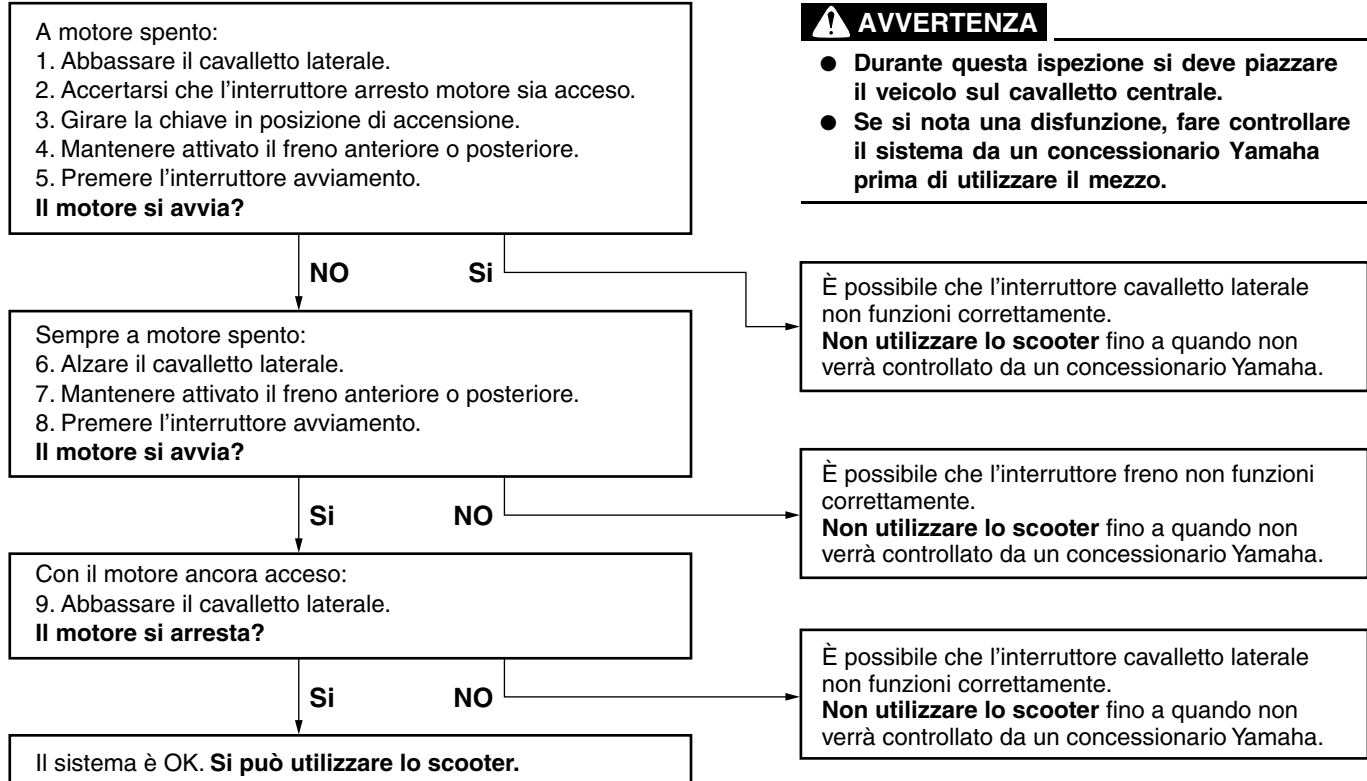 A motore spento:
1. Abbassare il cavalletto laterale.
2. Accertarsi che l'interruttore arresto motore sia acceso.
3. Girare la chiave in posizione di accensione.
4. Mantenere attivato il freno anteriore o posteriore.
5. Premere l'interruttore avviamento.
Il motore si avvia?
AVVERTENZA
● Durante questa ispezione si deve piazzare
il veicolo sul cavalletto centrale.
● Se si nota una disfunzione, fare controllare
il sistema da un concessionario Yamaha
prima di utilizzare il mezzo.
NO Si
È possibile che l'interruttore cavalletto laterale
non funzioni correttamente.
Non utilizzare lo scooter fino a quando non
verrà controllato da un concessionario Yamaha.
Sempre a motore spento:
6. Alzare il cavalletto laterale.
7. Mantenere attivato il freno anteriore o posteriore.
8. Premere l'interruttore avviamento.
Il motore si avvia?
Si NO
È possibile che l'interruttore freno non funzioni
correttamente.
Non utilizzare lo scooter fino a quando non
verrà controllato da un concessionario Yamaha.
Con il motore ancora acceso:
9. Abbassare il cavalletto laterale.
Il motore si arresta?
Si NO
È possibile che l'interruttore cavalletto laterale
non funzioni correttamente.
Non utilizzare lo scooter fino a quando non
verrà controllato da un concessionario Yamaha.
Il sistema è OK. Si può utilizzare lo scooter.